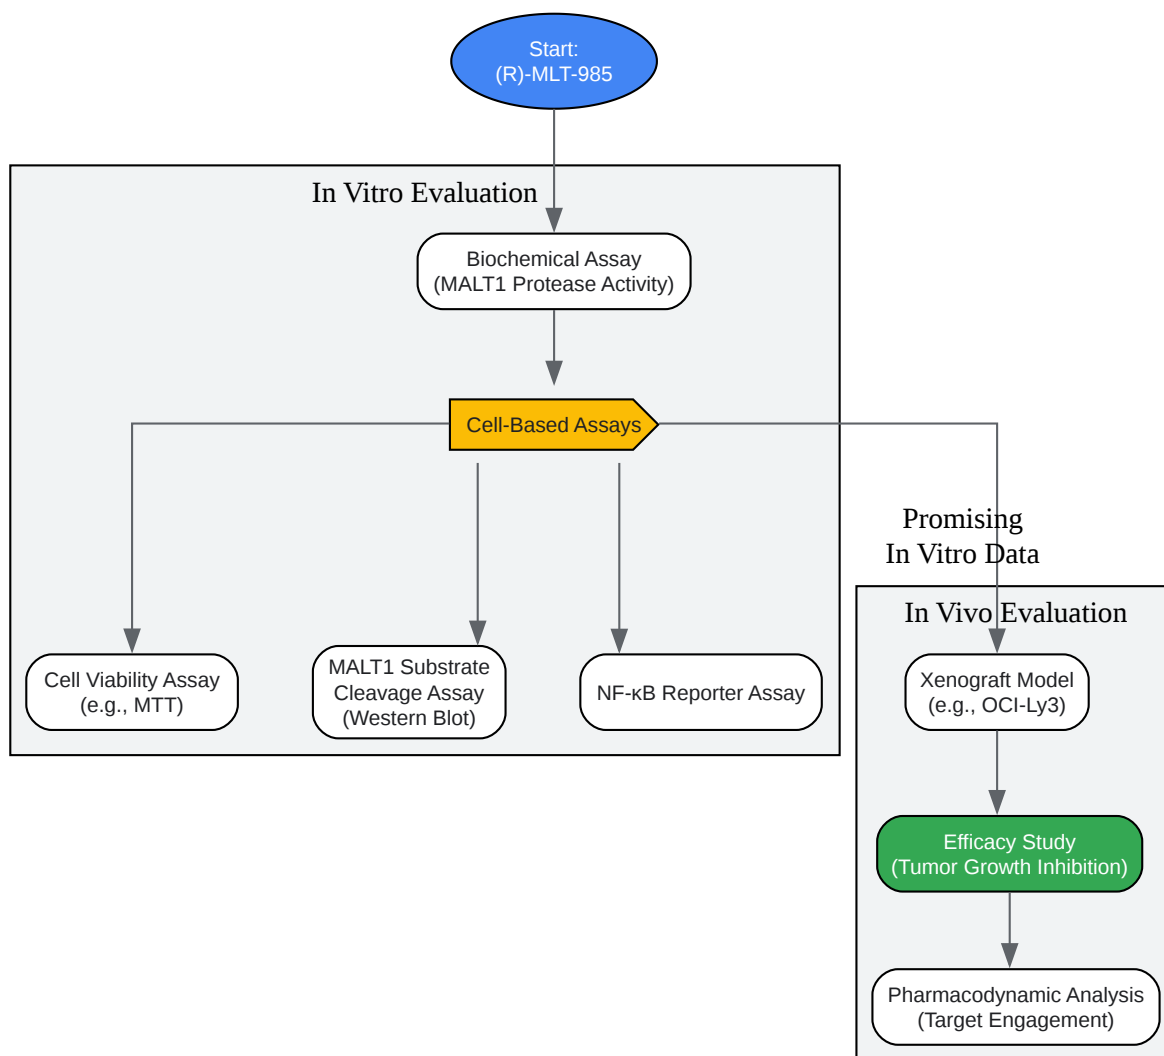 Start:
(R)-MLT-985
In Vitro Evaluation
Biochemical Assay
(MALT1 Protease Activity)
Cell-Based Assays
Promising
In Vitro Data
In Vivo Evaluation
Cell Viability Assay
(e.g., MTT)
MALT1 Substrate
Cleavage Assay
(Western Blot)
NF-κB Reporter Assay
Xenograft Model
(e.g., OCI-Ly3)
Efficacy Study
(Tumor Growth Inhibition)
Pharmacodynamic Analysis
(Target Engagement)